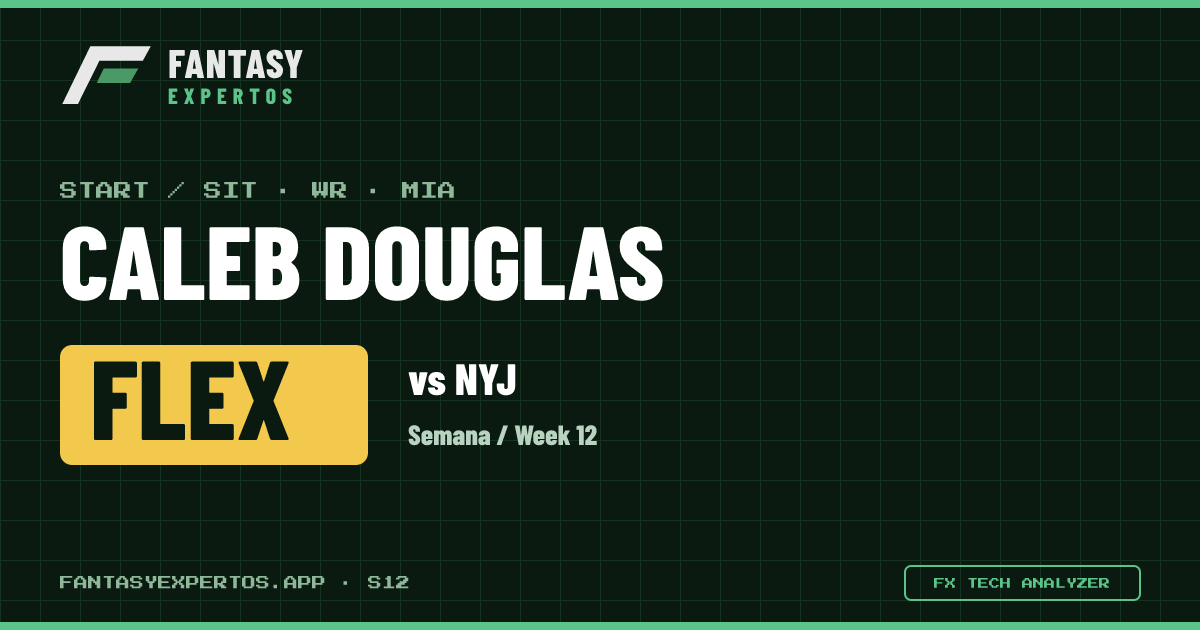 FANTASY
EXPERTOS
START / SIT · WR · MIA
CALEB DOUGLAS
FLEX
vs NYJ
Semana / Week 12
FANTASYEXPERTOS.APP · S12
FX TECH ANALYZER